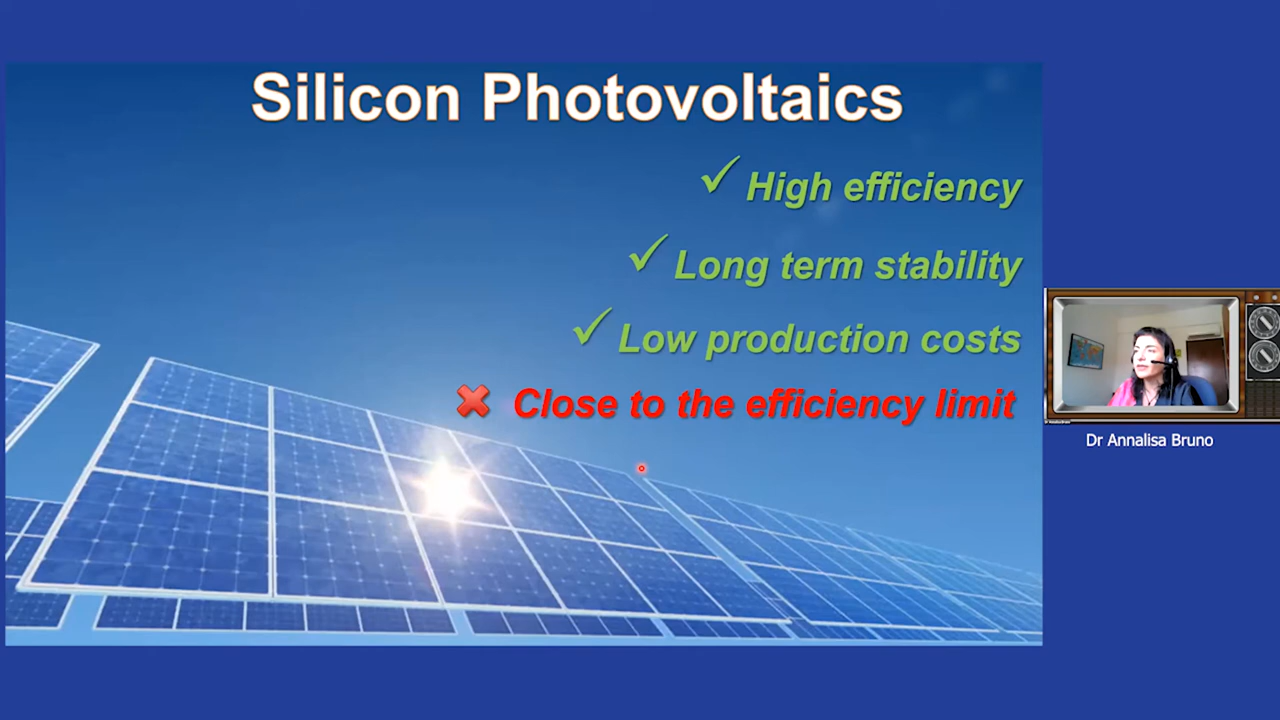 Silicon Photovoltaics
High efficiency
Long term stability
Low production costs
Close to the efficiency limit
Dr Annalisa Bruno